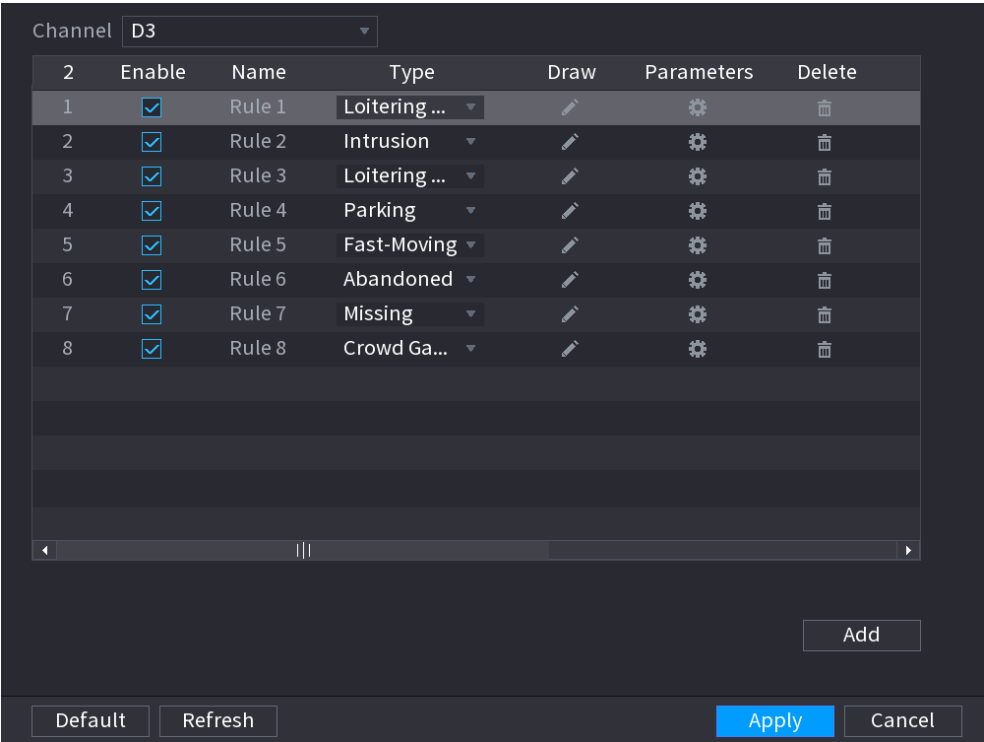 Channel D3
2 Enable Name Type Draw Parameters Delete
1 Rule 1 Loitering ...
2 Rule 2 Intrusion
3 Rule 3 Loitering ...
4 Rule 4 Parking
5 Rule 5 Fast-Moving
6 Rule 6 Abandoned
7 Rule 7 Missing
8 Rule 8 Crowd Ga...
Add
Default Refresh Apply Cancel